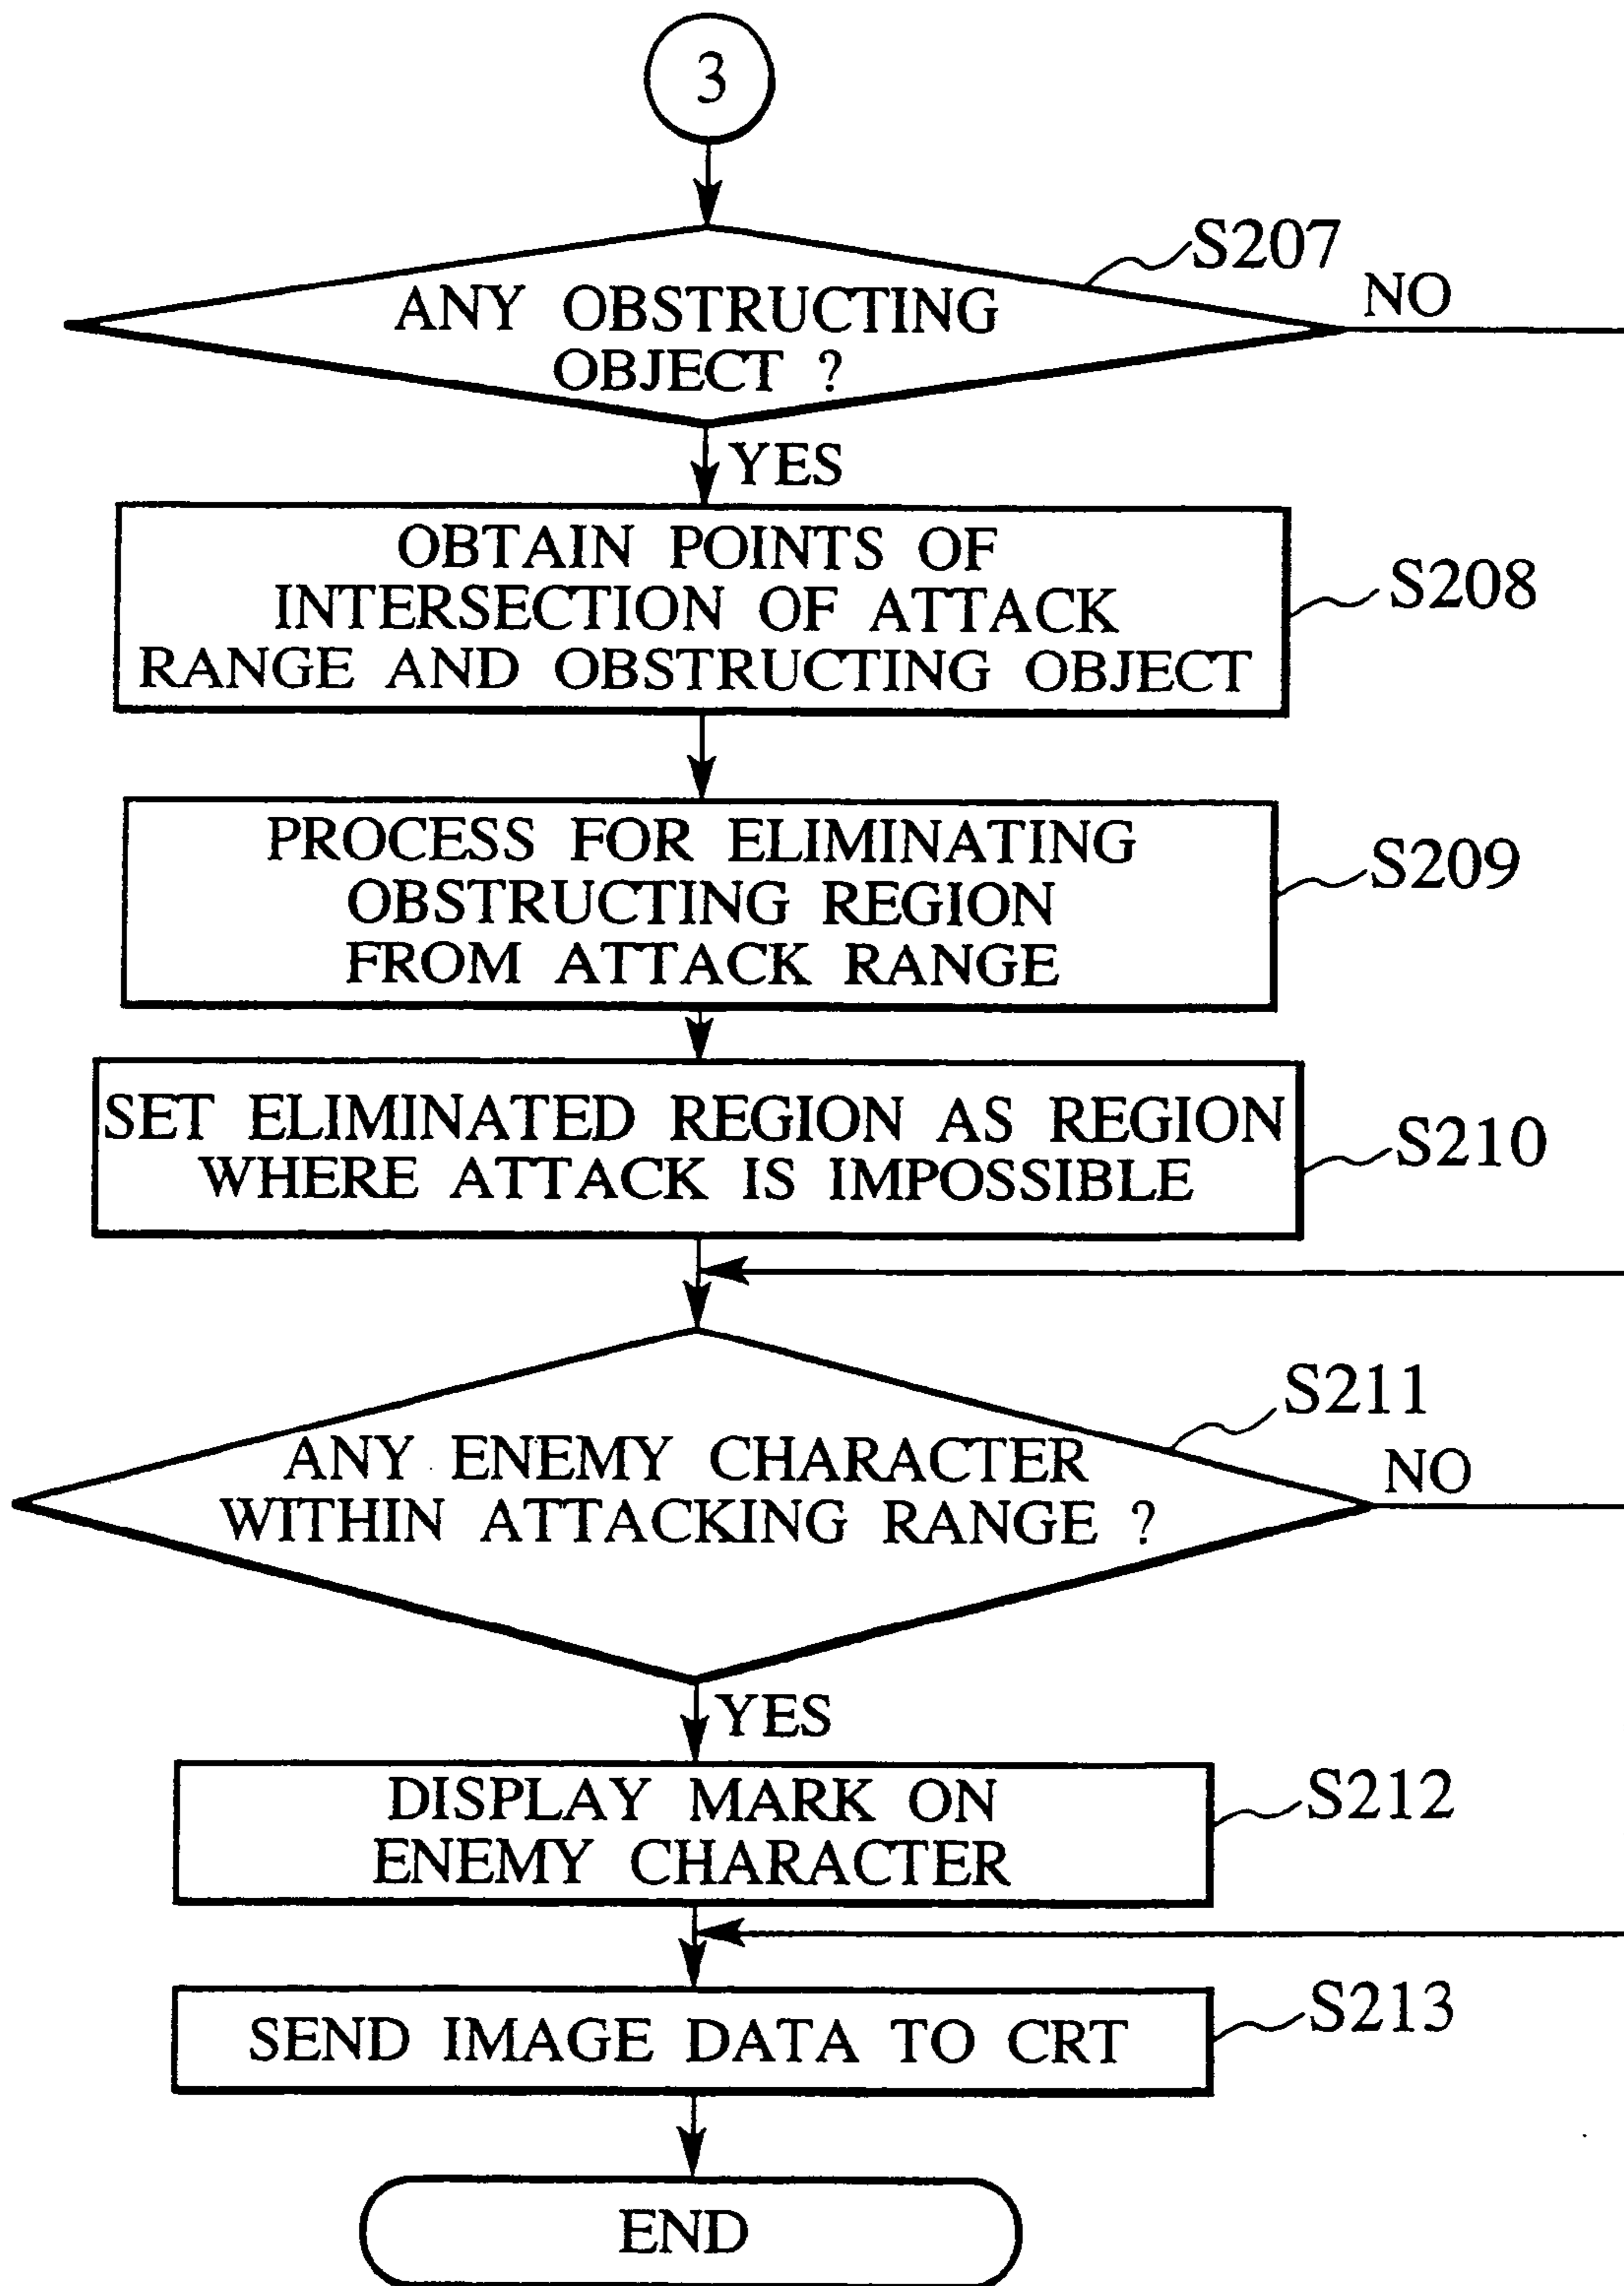 3
S207
NO
ANY OBSTRUCTING
OBJECT ?
YES
OBTAIN POINTS OF
INTERSECTION OF ATTACK
RANGE AND OBSTRUCTING OBJECT
S208
PROCESS FOR ELIMINATING
OBSTRUCTING REGION
FROM ATTACK RANGE
S209
SET ELIMINATED REGION AS REGION
WHERE ATTACK IS IMPOSSIBLE
S210
S211
NO
ANY ENEMY CHARACTER
WITHIN ATTACKING RANGE ?
YES
DISPLAY MARK ON
ENEMY CHARACTER
S212
SEND IMAGE DATA TO CRT
S213
END